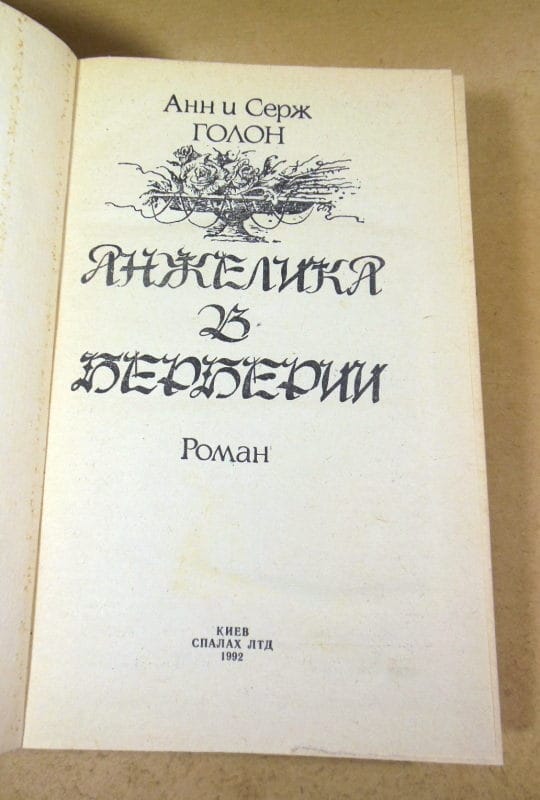 Анн и Серж
ГОЛОН
АНЖЕЛИКА
В
БЕРБЕРИИ
Роман
КИЕВ
СПАЛАХ ЛТД
1992